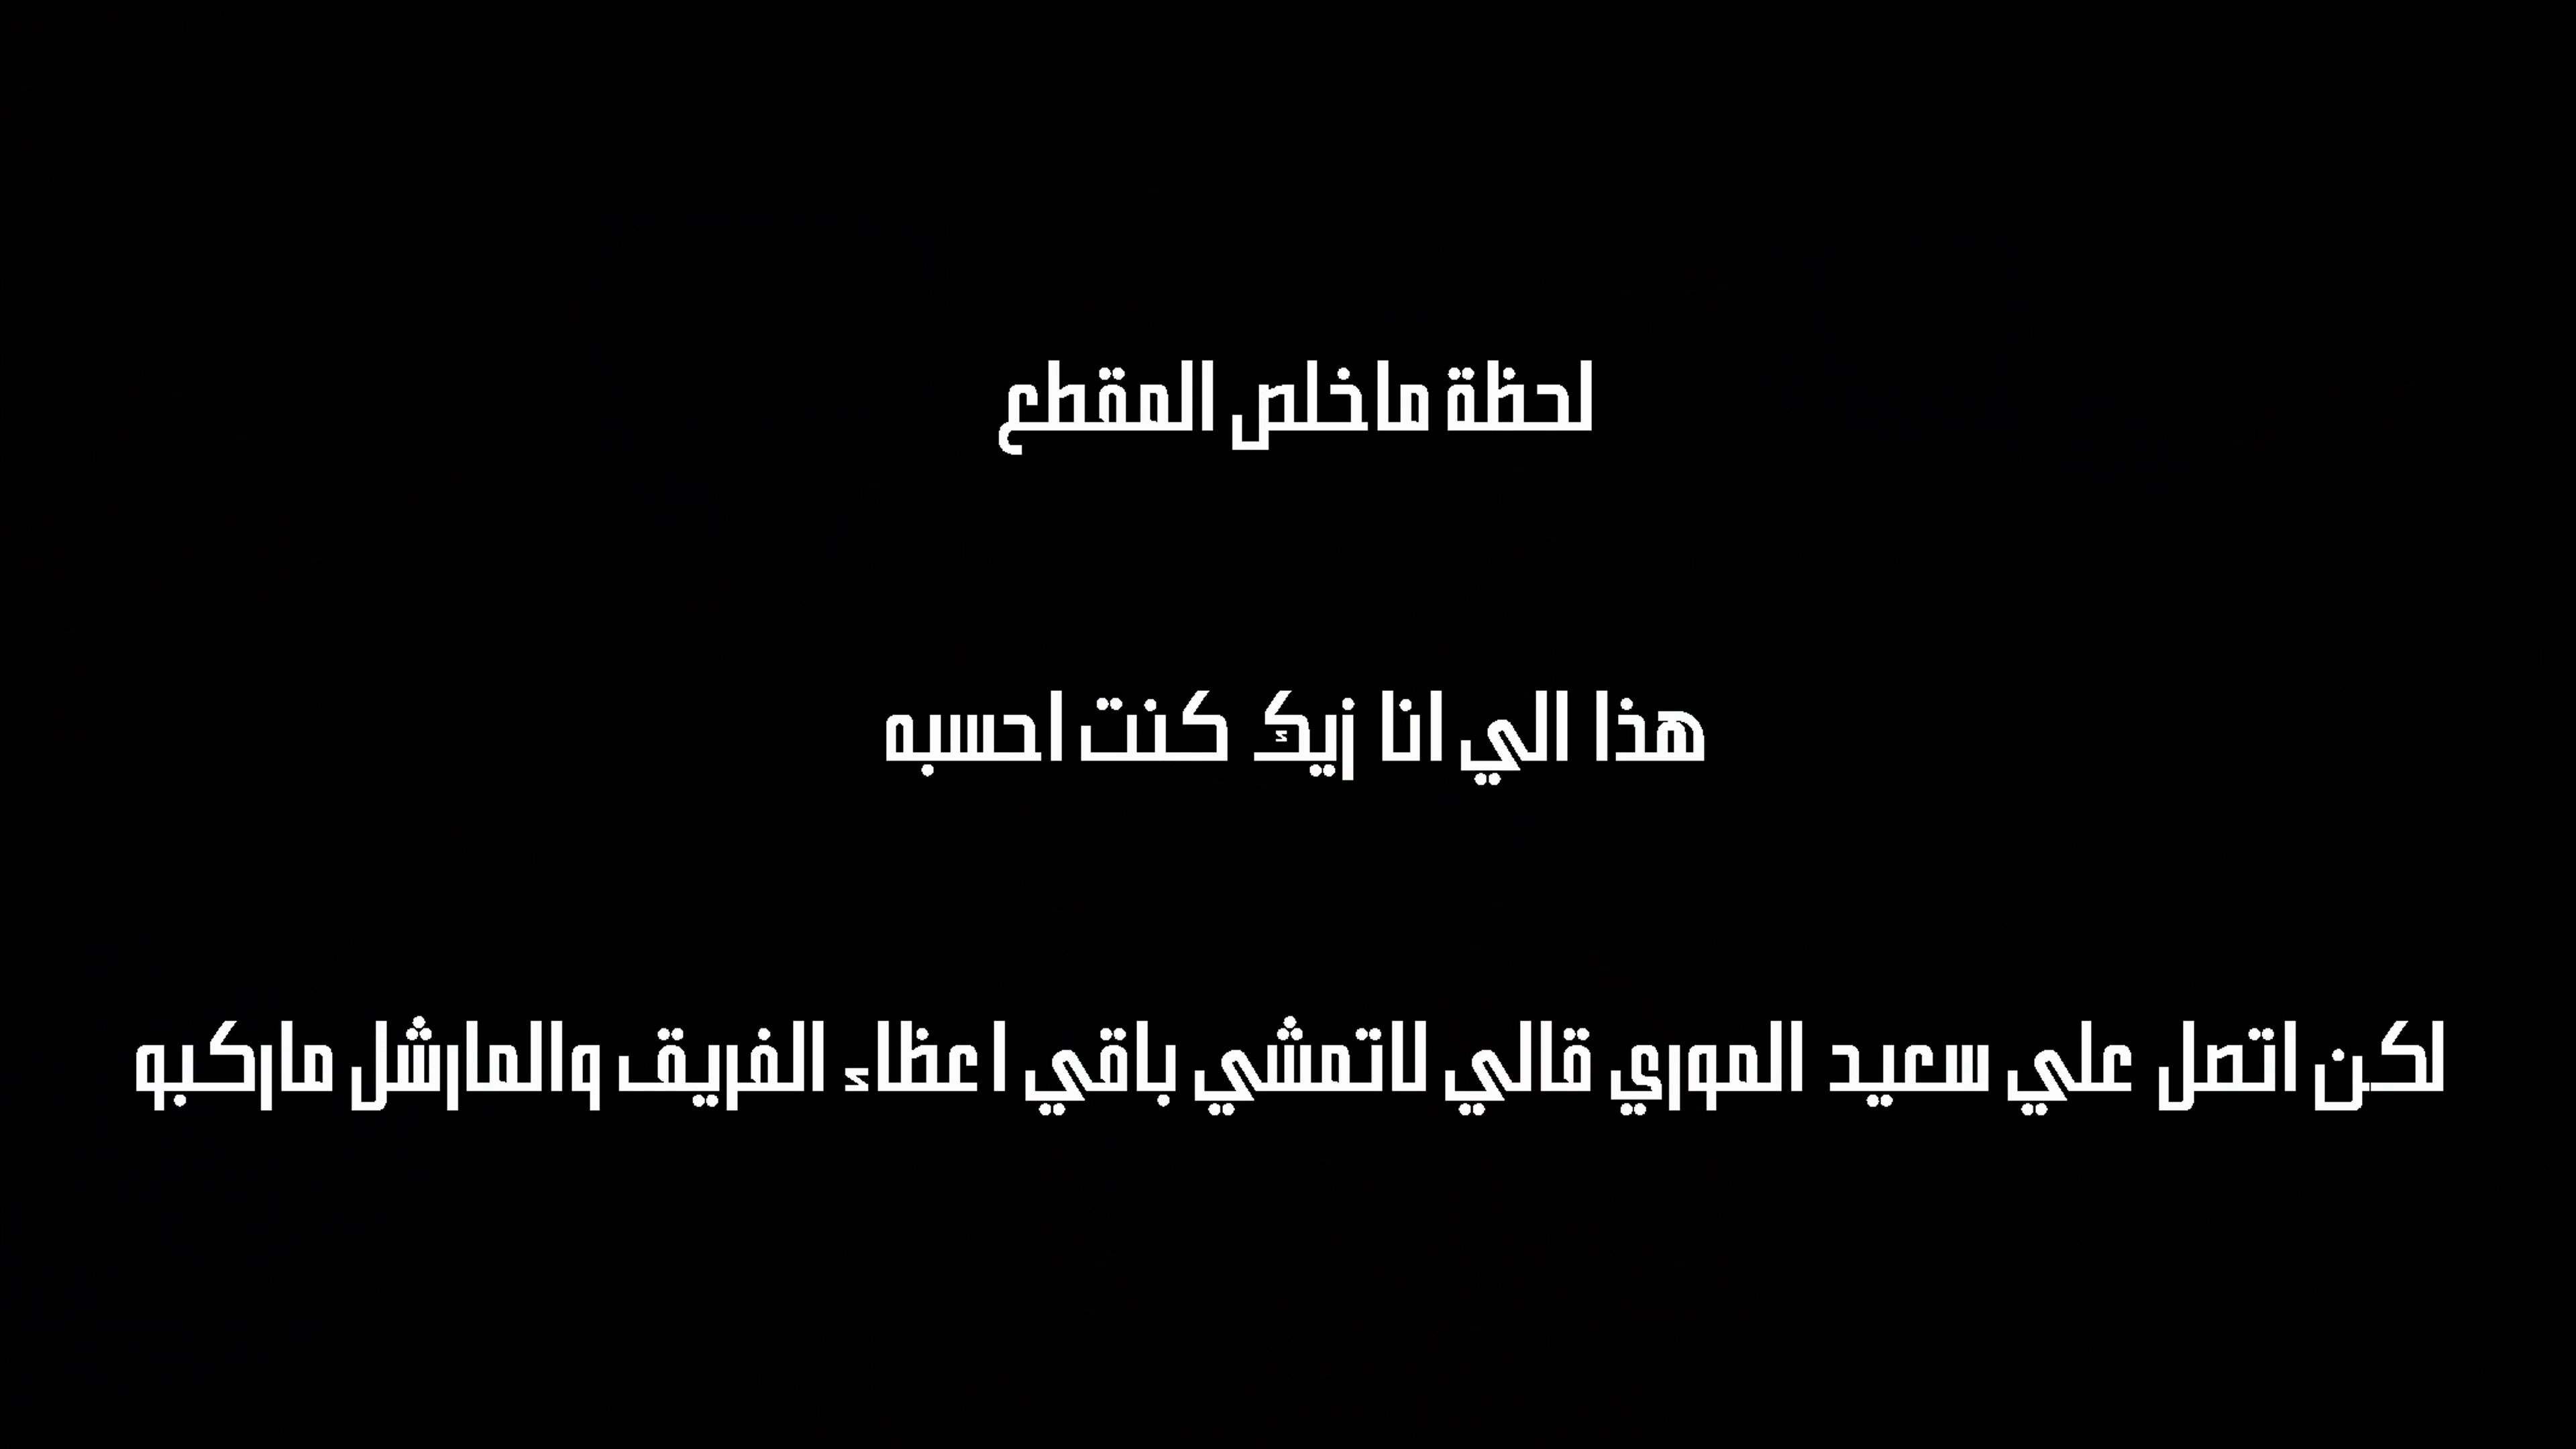 لحظة ماخلص المقطع
هذا الي انا زيك كنت احسبه
لكن اتصل علي سعيد الموري قالي لاتمشي باقي اعظاء الفريق والمارشل ماركبو